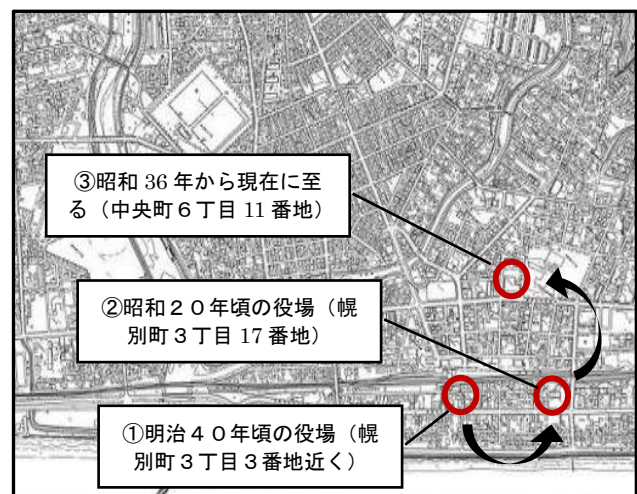 ③昭和 36 年から現在に至
る（中央町６丁目 11 番地）
②昭和２０年頃の役場（幌
別町３丁目 17 番地）
①明治４０年頃の役場（幌
別町３丁目３番地近く）